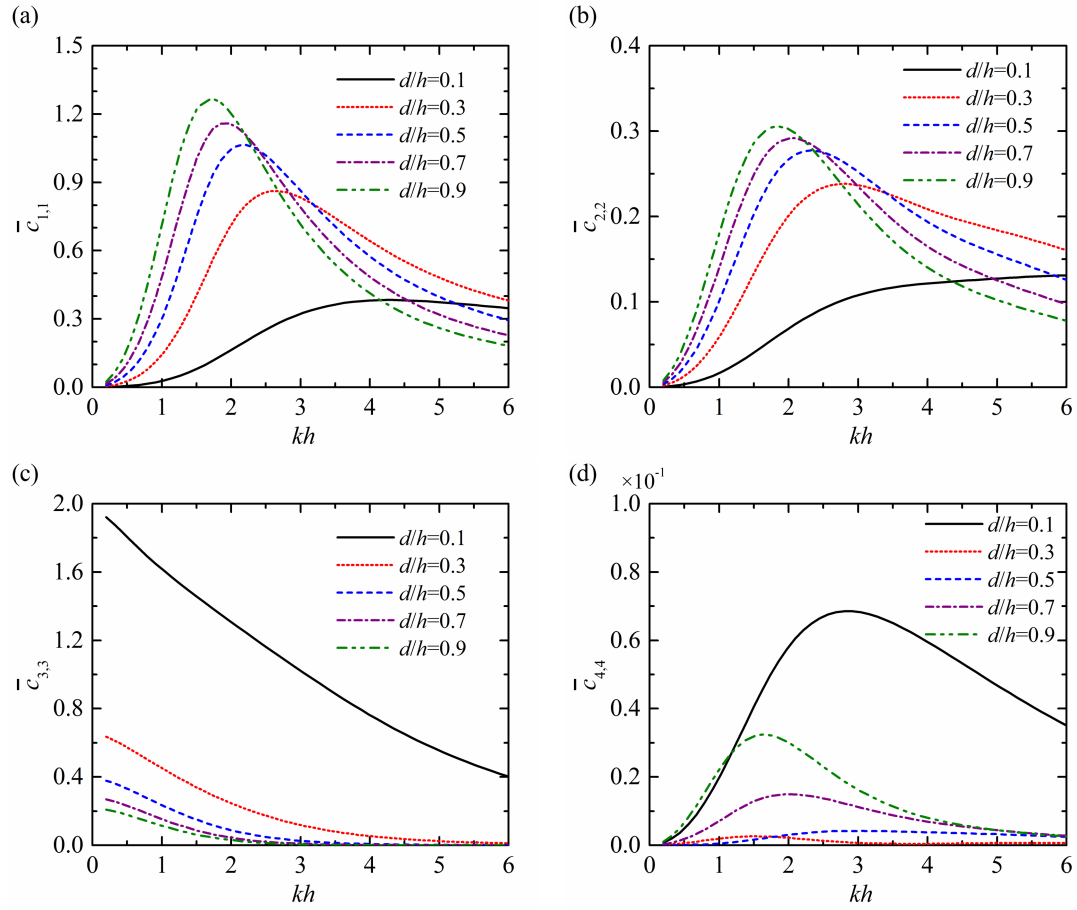 (a)
1.5
1.2
0.9
0.6
0.3
0.0
c̄1,1
d/h=0.1
d/h=0.3
d/h=0.5
d/h=0.7
d/h=0.9
0 1 2 3 4 5 6
kh
(b)
0.4
0.3
0.2
0.1
0.0
c̄2,2
d/h=0.1
d/h=0.3
d/h=0.5
d/h=0.7
d/h=0.9
0 1 2 3 4 5 6
kh
(c)
2.0
1.6
1.2
0.8
0.4
0.0
c̄3,3
d/h=0.1
d/h=0.3
d/h=0.5
d/h=0.7
d/h=0.9
0 1 2 3 4 5 6
kh
(d)
×10⁻¹
1.0
0.8
0.6
0.4
0.2
0.0
c̄4,4
d/h=0.1
d/h=0.3
d/h=0.5
d/h=0.7
d/h=0.9
0 1 2 3 4 5 6
kh